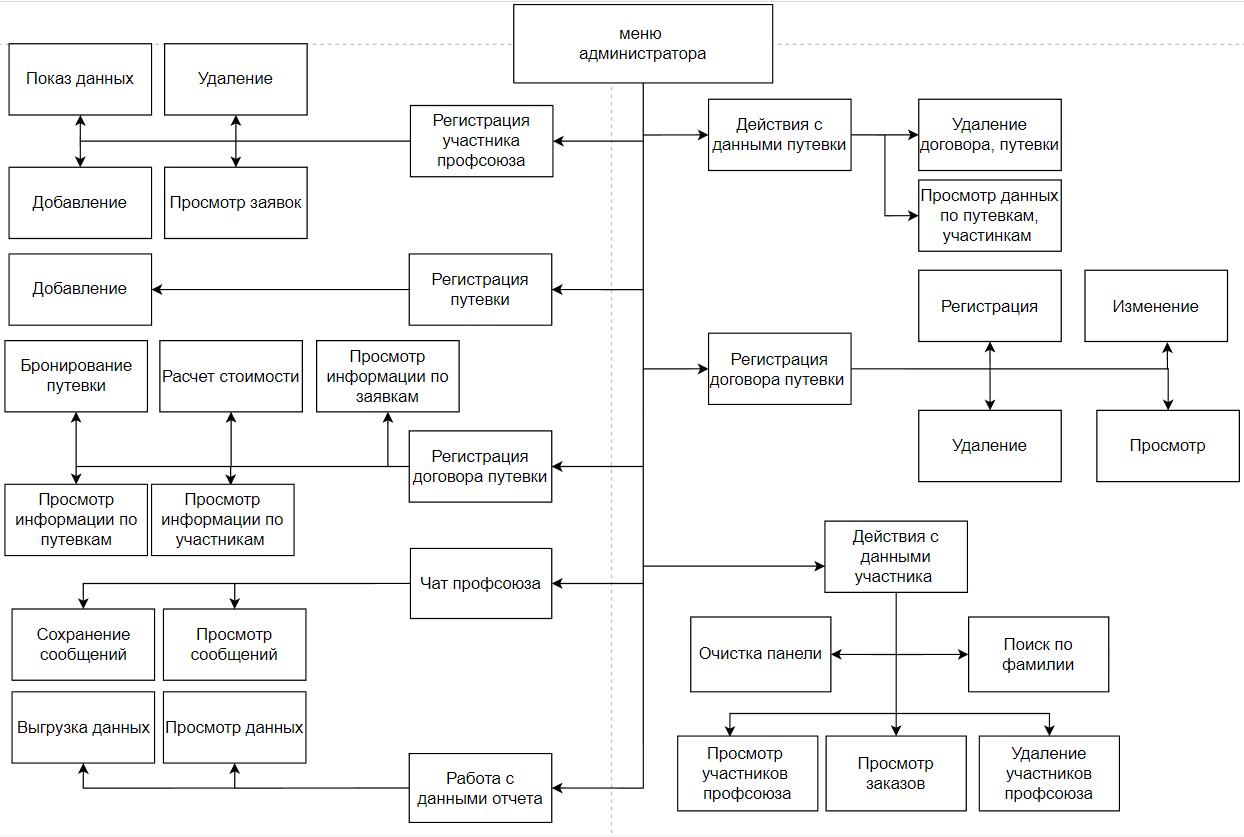 меню
администратора
Показ данных
Удаление
Регистрация
участника
профсоюза
Добавление
Просмотр заявок
Действия с
данными путевки
Удаление
договора, путевки
Просмотр данных
по путевкам,
участинкам
Добавление
Регистрация
путевки
Регистрация
Изменение
Регистрация
договора путевки
Удаление
Просмотр
Бронирование
путевки
Расчет стоимости
Просмотр
информации по
заявкам
Регистрация
договора путевки
Просмотр
информации по
путевкам
Просмотр
информации по
участникам
Чат профсоюза
Сохранение
сообщений
Просмотр
сообщений
Действия с
данными
участника
Очистка панели
Поиск по
фамилии
Выгрузка данных
Просмотр данных
Работа с
данными отчета
Просмотр
участников
профсоюза
Просмотр
заказов
Удаление
участников
профсоюза